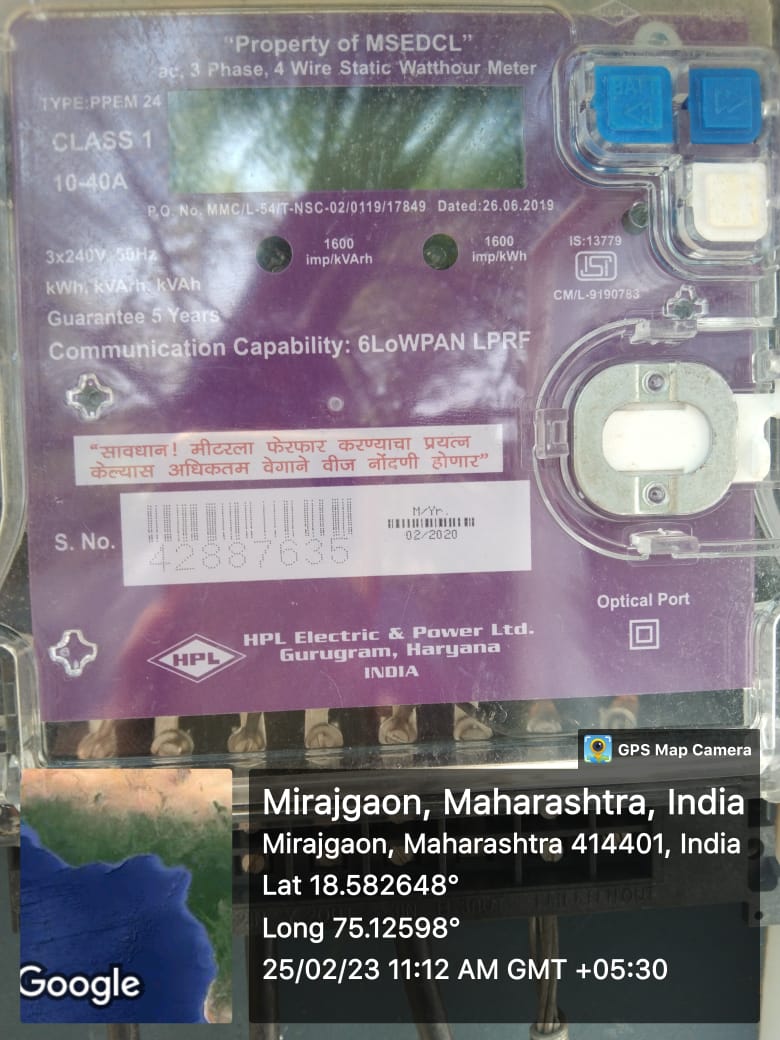 "Property of MSEDCL"
ac, 3 Phase, 4 Wire Static Watthour Meter
TYPE:PPEM 24
CLASS 1
10-40A
P.O. No. MMC/L-54/T-NSC-02/0119/17849 Dated:26.06.2019
3x240V, 50Hz
kWh, kVArh, kVAh
Guarantee 5 Years
1600
imp/kVArh
1600
imp/kWh
IS:13779
ISI
CM/L-9190783
Communication Capability: 6LoWPAN LPRF
"सावधान! मीटरला फेरफार करण्याचा प्रयत्न
केल्यास अधिकतम वेगाने वीज नोंदणी होणार"
S. No.
42887635
M/Yr.
02/2020
Optical Port
HPL
HPL Electric & Power Ltd.
Gurugram, Haryana
INDIA
GPS Map Camera
Mirajgaon, Maharashtra, India
Mirajgaon, Maharashtra 414401, India
Lat 18.582648°
Long 75.12598°
25/02/23 11:12 AM GMT +05:30
Google